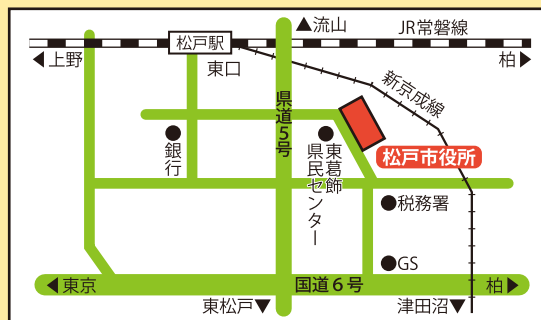 ▲流山
JR常磐線
松戸駅
◀上野
柏▶
東口
新京成線
県道5号
●銀行
●東葛飾
県民センター
松戸市役所
●税務署
●GS
◀東京
国道6号
柏▶
東松戸▼
津田沼▼